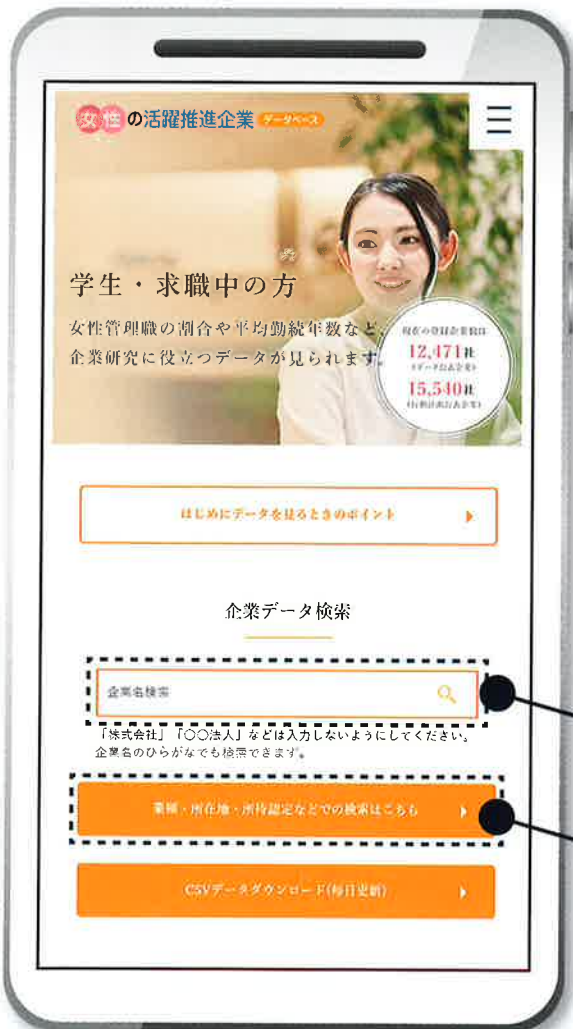 女性の活躍推進企業 データベース
学生・求職中の方
女性管理職の割合や平均勤続年数など、
企業研究に役立つデータが見られます。
現在の登録企業数は
12,471社
(データ公表企業)
15,540社
(行動計画公表企業)
はじめにデータを見るときのポイント
企業データ検索
企業名検索
「株式会社」「〇〇法人」などは入力しないようにしてください。
企業名のひらがなでも検索できます。
業種・所在地・所持認定などでの検索はこちら
CSVデータダウンロード(毎日更新)